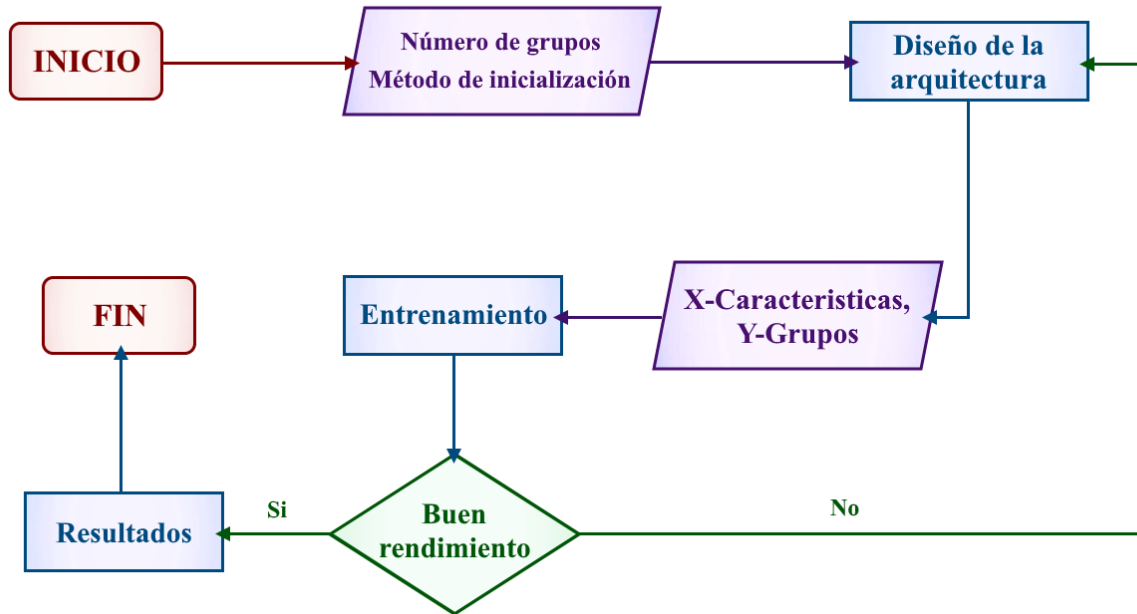 INICIO
Número de grupos
Método de inicialización
Diseño de la
arquitectura
X-Caracteristicas,
Y-Grupos
Entrenamiento
FIN
Buen
rendimiento
Si
No
Resultados